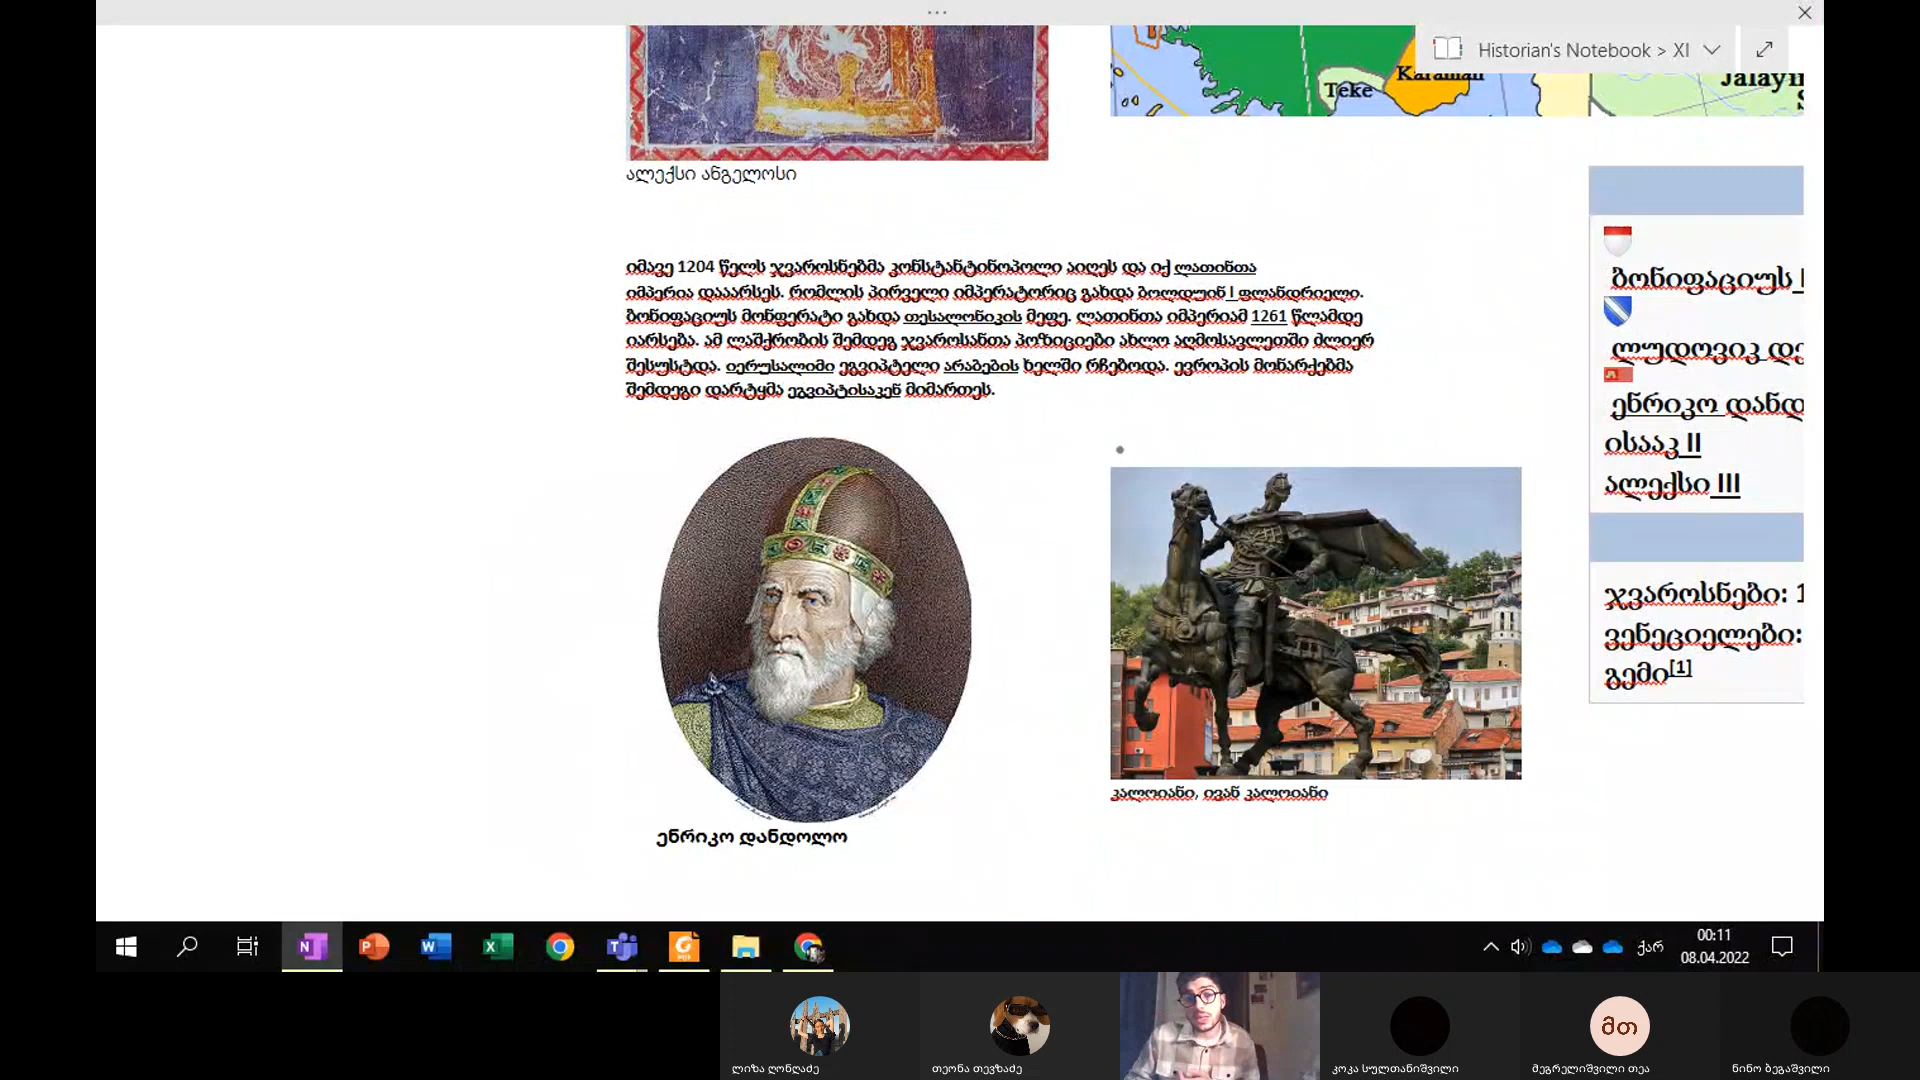 Historian's Notebook > XI
Karaman
Teke
ალექსი ანგელოსი
იმავე 1204 წელს ჯვაროსნებმა კონსტანტინოპოლი აიღეს და იქ ლათინთა
იმპერია დააარსეს. რომლის პირველი იმპერატორიც გახდა ბოლდუინ I ფლანდრიელი.
ბონიფაციუს მონფერატი გახდა თესალონიკის მეფე. ლათინთა იმპერიამ 1261 წლამდე
იარსება. ამ ლაშქრობის შემდეგ ჯვაროსანთა პოზიციები ახლო აღმოსავლეთში ძლიერ
შესუსტდა. იერუსალიმი ეგვიპტელი არაბების ხელში რჩებოდა. ევროპის მონარქებმა
შემდეგი დარტყმა ეგვიპტისაკენ მიმართეს.
ბონიფაციუს I
ლუდოვიკ დე
ენრიკო დანდ
ისააკ II
ალექსი III
ჯვაროსნები: 1
ვენეციელები:
გემი[1]
ენრიკო დანდოლო
კალოიანი, ივან კალოიანი
ქარ
00:11
08.04.2022
ლიზა ღონღაძე
თეონა თევზაძე
კოკა სულთანიშვილი
მთ
მეგრელიშვილი თეა
ნინო ბეგაშვილი